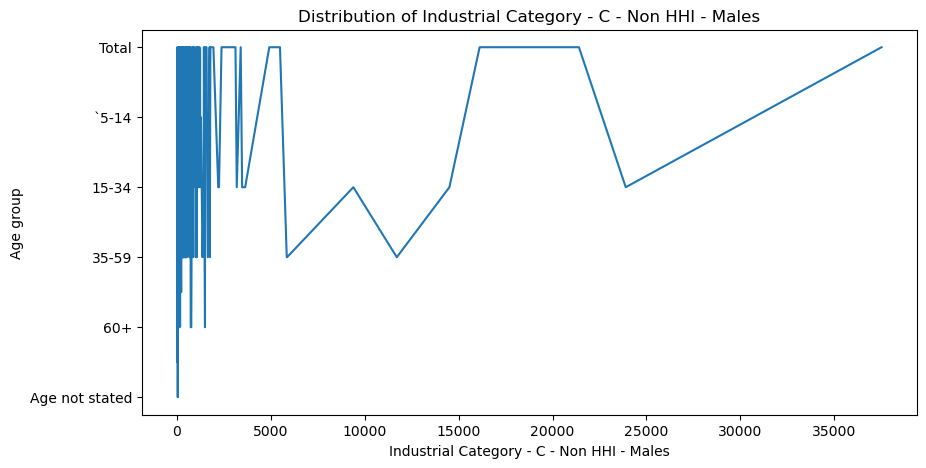 Distribution of Industrial Category - C - Non HHI - Males
Total
`5-14
15-34
35-59
60+
Age not stated
Age group
0 5000 10000 15000 20000 25000 30000 35000
Industrial Category - C - Non HHI - Males